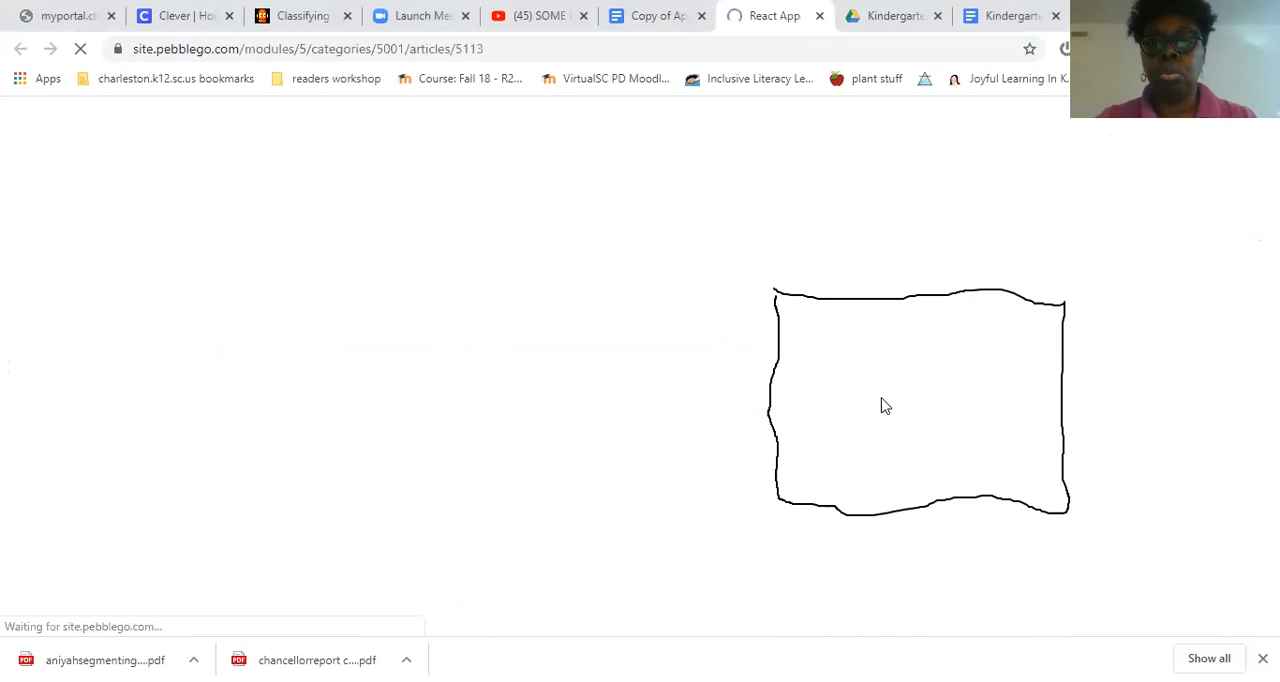 myportal.ch
Clever | Ho
Classifying
Launch Me
(45) SOME
Copy of Ap
React App
Kindergarte
Kindergarte
site.pebblego.com/modules/5/categories/5001/articles/5113
Apps
charleston.k12.sc.us bookmarks
readers workshop
Course: Fall 18 - R2...
VirtualSC PD Moodl...
Inclusive Literacy Le...
plant stuff
Joyful Learning In K
Waiting for site.pebblego.com...
PDF
aniyahsegmenting....pdf
PDF
chancellorreport c....pdf
Show all